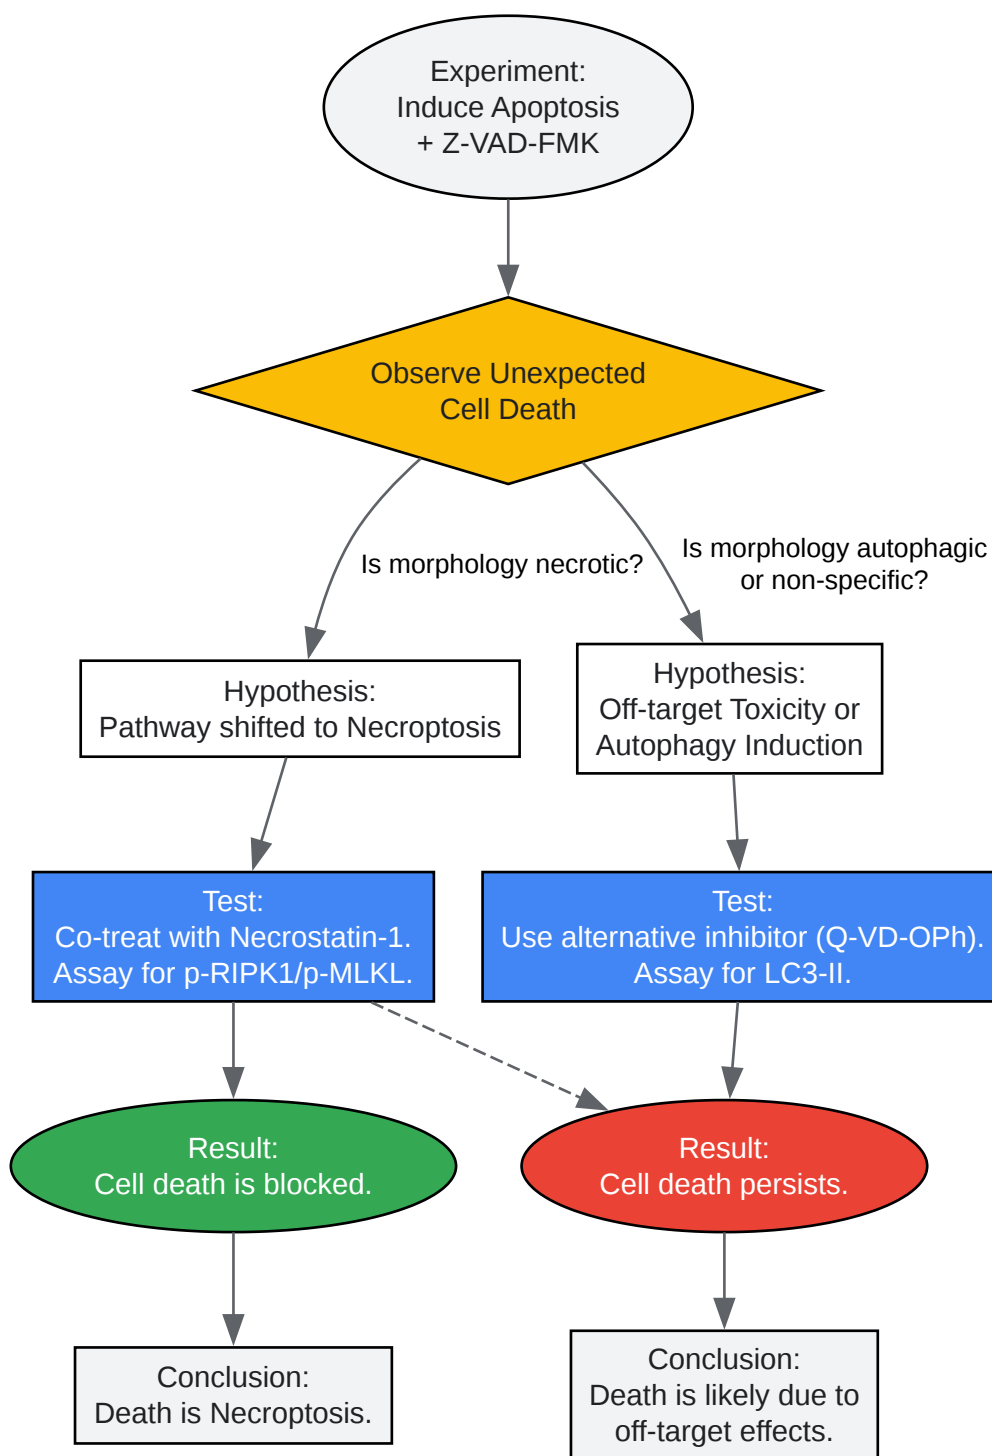 Experiment:
Induce Apoptosis
+ Z-VAD-FMK
Observe Unexpected
Cell Death
Is morphology necrotic?
Is morphology autophagic
or non-specific?
Hypothesis:
Pathway shifted to Necroptosis
Hypothesis:
Off-target Toxicity or
Autophagy Induction
Test:
Co-treat with Necrostatin-1.
Assay for p-RIPK1/p-MLKL.
Test:
Use alternative inhibitor (Q-VD-OPh).
Assay for LC3-II.
Result:
Cell death is blocked.
Result:
Cell death persists.
Conclusion:
Death is Necroptosis.
Conclusion:
Death is likely due to
off-target effects.